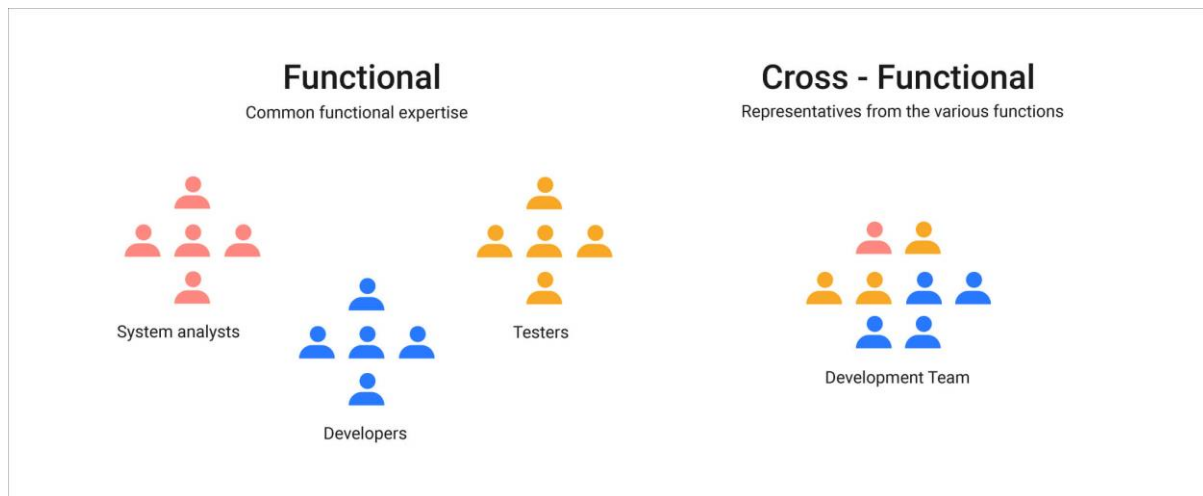 Functional
Common functional expertise
System analysts
Developers
Testers
Cross - Functional
Representatives from the various functions
Development Team